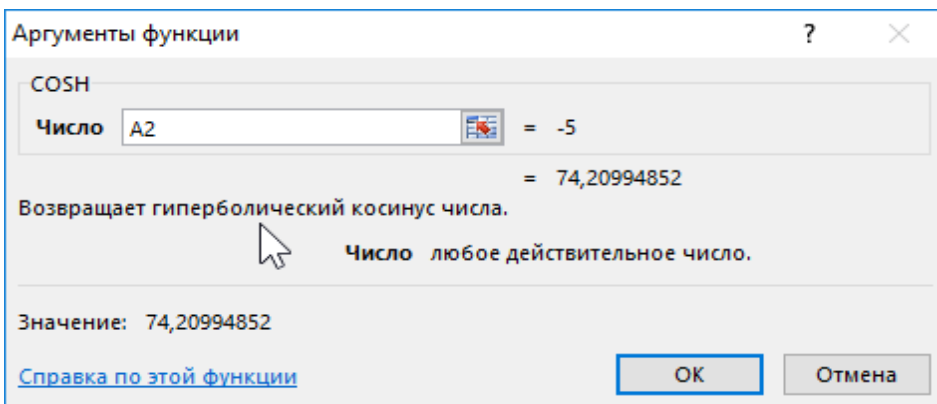 Аргументы функции ?
COSH
Число A2 = -5
= 74,20994852
Возвращает гиперболический косинус числа.
Число любое действительное число.
Значение: 74,20994852
Справка по этой функции ОК Отмена